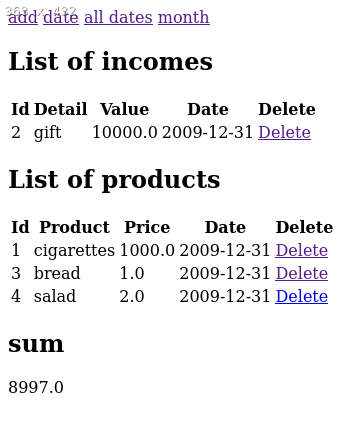 363 x 432
add date all dates month
List of incomes
Id Detail Value Date Delete
2 gift 10000.0 2009-12-31 Delete
List of products
Id Product Price Date Delete
1 cigarettes 1000.0 2009-12-31 Delete
3 bread 1.0 2009-12-31 Delete
4 salad 2.0 2009-12-31 Delete
sum
8997.0